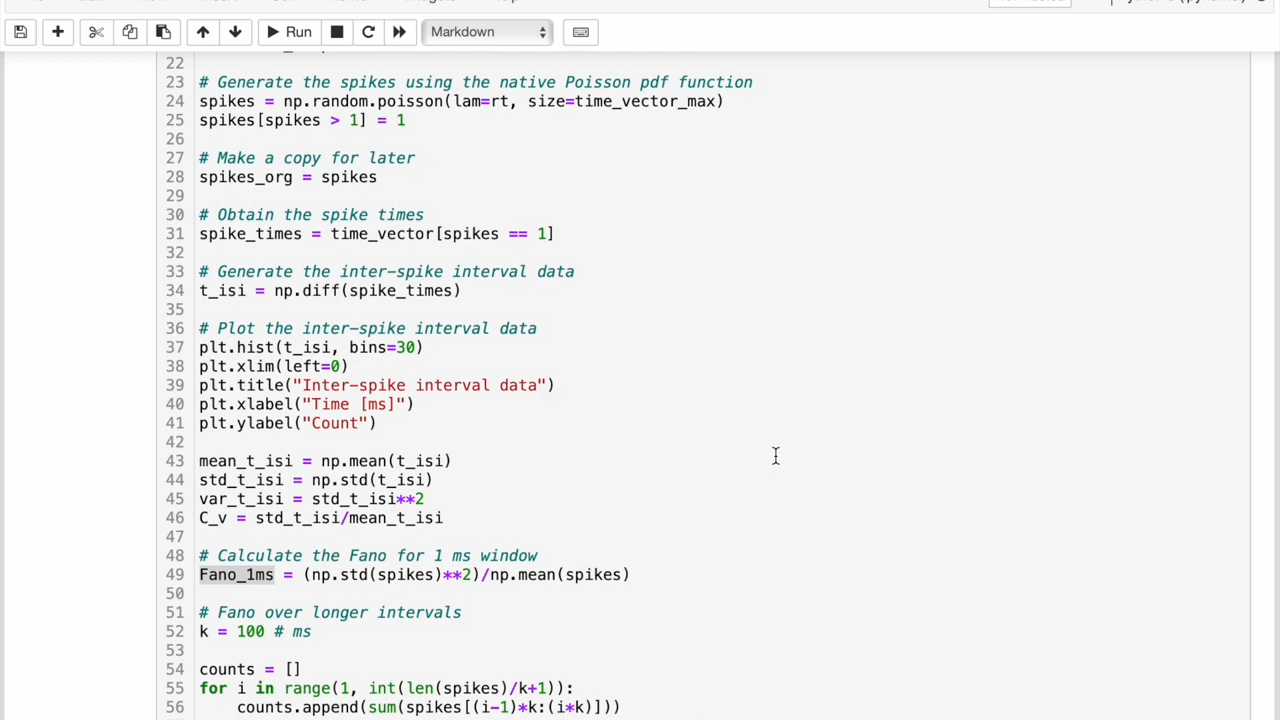 Run
Markdown
22
23 # Generate the spikes using the native Poisson pdf function
24 spikes = np.random.poisson(lam=rt, size=time_vector_max)
25 spikes[spikes > 1] = 1
26
27 # Make a copy for later
28 spikes_org = spikes
29
30 # Obtain the spike times
31 spike_times = time_vector[spikes == 1]
32
33 # Generate the inter-spike interval data
34 t_isi = np.diff(spike_times)
35
36 # Plot the inter-spike interval data
37 plt.hist(t_isi, bins=30)
38 plt.xlim(left=0)
39 plt.title("Inter-spike interval data")
40 plt.xlabel("Time [ms]")
41 plt.ylabel("Count")
42
43 mean_t_isi = np.mean(t_isi)
44 std_t_isi = np.std(t_isi)
45 var_t_isi = std_t_isi**2
46 C_v = std_t_isi/mean_t_isi
47
48 # Calculate the Fano for 1 ms window
49 Fano_1ms = (np.std(spikes)**2)/np.mean(spikes)
50
51 # Fano over longer intervals
52 k = 100 # ms
53
54 counts = []
55 for i in range(1, int(len(spikes)/k+1)):
56 counts.append(sum(spikes[(i-1)*k:(i*k)]))